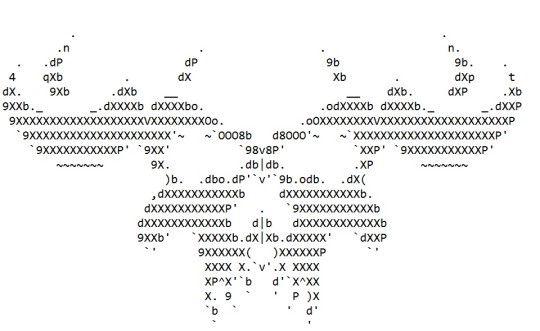 .                                                      .
       .n                   .                 .                  n.
  .   .dP                  dP                   9b                 9b.    .
 4    qXb         .       dX                     Xb       .        dXp     t
dX.    9Xb      .dXb    __                         __    dXb.     dXP     .Xb
9XXb._       _.dXXXXb dXXXXbo.                 .odXXXXb dXXXXb._       _.dXXP
 9XXXXXXXXXXXXXXXXXXXVXXXXXXXXOo.           .oOXXXXXXXXVXXXXXXXXXXXXXXXXXXXP
  `9XXXXXXXXXXXXXXXXXXXXX'~   ~`OOO8b   d8OOO'~   ~`XXXXXXXXXXXXXXXXXXXXXP'
    `9XXXXXXXXXXXP' `9XX'          `98v8P'          `XXP' `9XXXXXXXXXXXP'
        ~~~~~~~       9X.          .db|db.          .XP       ~~~~~~~
                        )b.  .dbo.dP'`v'`9b.odb.  .dX(
                      ,dXXXXXXXXXXXb     dXXXXXXXXXXXb.
                     dXXXXXXXXXXXP'   .   `9XXXXXXXXXXXb
                    dXXXXXXXXXXXXb   d|b   dXXXXXXXXXXXXb
                    9XXb'   `XXXXXb.dX|Xb.dXXXXX'   `dXXP
                     `'      9XXXXXX(   )XXXXXXP      `'
                              XXXX X.`v'.X XXXX
                              XP^X'`b   d'`X^XX
                              X. 9  `   '  P )X
                              `b  `       '  d'
                               `             '